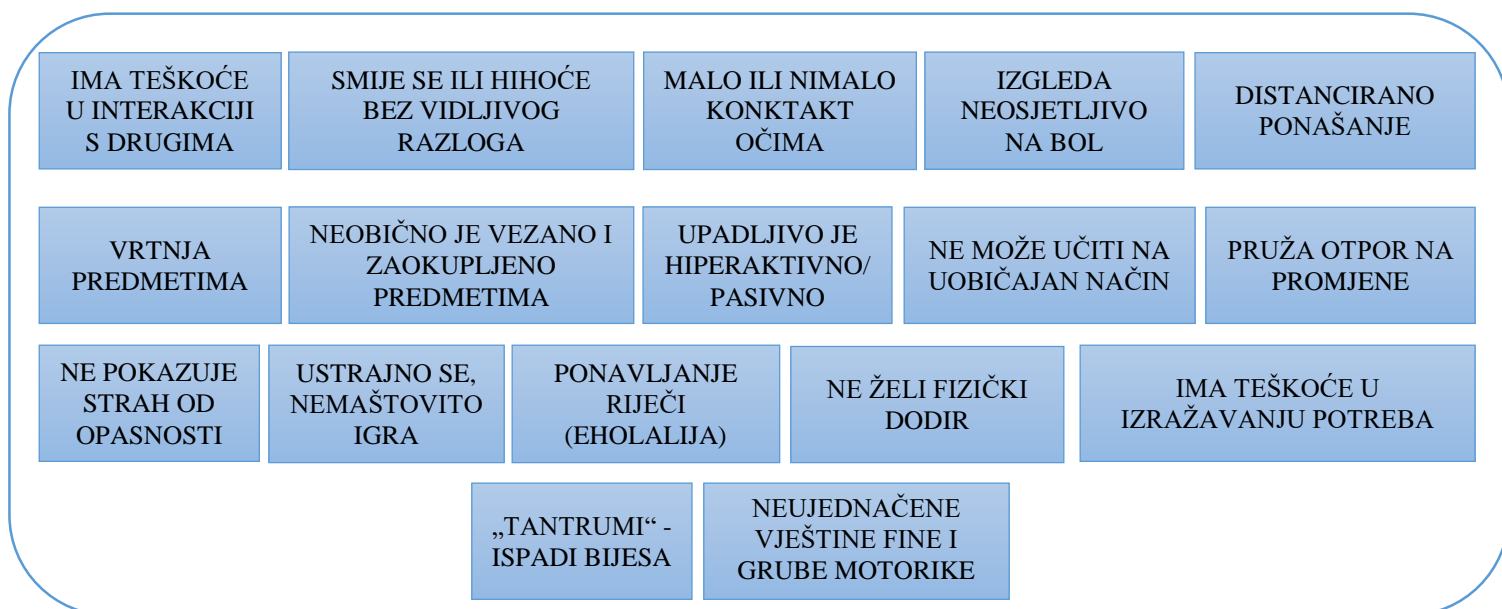 IMA TEŠKOĆE
U INTERAKCIJI
S DRUGIMA
SMIJE SE ILI HIHOĆE
BEZ VIDLJIVOG
RAZLOGA
MALO ILI NIMALO
KONKTAKT
OČIMA
IZGLEDA
NEOSJETLJIVO
NA BOL
DISTANCIRANO
PONAŠANJE
VRTNJA
PREDMETIMA
NEOBIČNO JE VEZANO I
ZAOKUPLJENO
PREDMETIMA
UPADLJIVO JE
HIPERAKTIVNO/
PASIVNO
NE MOŽE UČITI NA
UOBIČAJAN NAČIN
PRUŽA OTPOR NA
PROMJENE
NE POKAZUJE
STRAH OD
OPASNOSTI
USTRAJNO SE,
NEMAŠTOVITO
IGRA
PONAVLJANJE
RIJEČI
(EHOLALIJA)
NE ŽELI FIZIČKI
DODIR
IMA TEŠKOĆE U
IZRAŽAVANJU POTREBA
„TANTRUMI“ -
ISPADI BIJESA
NEUJEDNAČENE
VJEŠTINE FINE I
GRUBE MOTORIKE